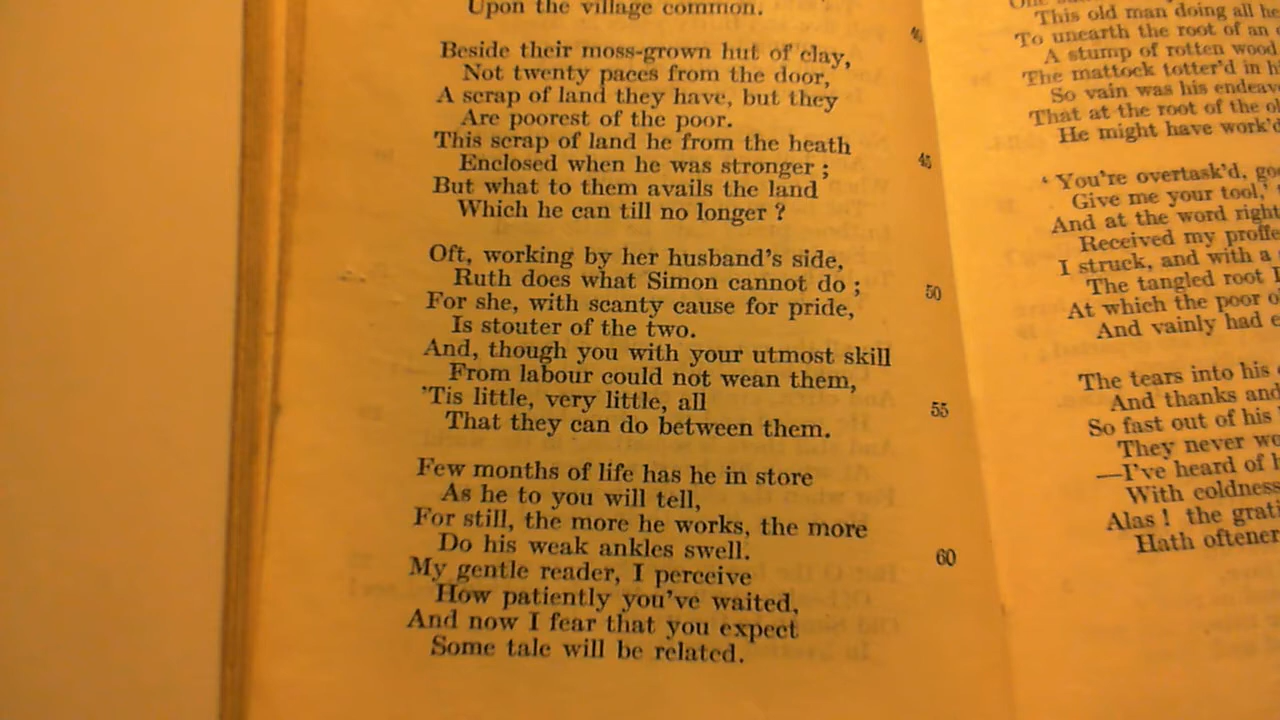 Upon the village common.
Beside their moss-grown hut of clay,
Not twenty paces from the door,
A scrap of land they have, but they
Are poorest of the poor.
This scrap of land he from the heath
45
Enclosed when he was stronger ;
But what to them avails the land
Which he can till no longer ?
Oft, working by her husband's side,
Ruth does what Simon cannot do ;
50
For she, with scanty cause for pride,
Is stouter of the two.
And, though you with your utmost skill
From labour could not wean them,
'Tis little, very little, all
55
That they can do between them.
Few months of life has he in store
As he to you will tell,
For still, the more he works, the more
Do his weak ankles swell.
60
My gentle reader, I perceive
How patiently you've waited,
And now I fear that you expect
Some tale will be related.
This old man doing all he
To unearth the root of an
A stump of rotten wood
The mattock totter'd in
So vain was his
That at the root of the
He might have work'd
' You're overtask'd,
Give me your tool,'
And at the word right
Received my
I struck, and with a
The tangled root
At which the poor
And vainly had
The tears into his
And thanks and
So fast out of his
They never
—I've heard of
With
Alas ! the
Hath oftener